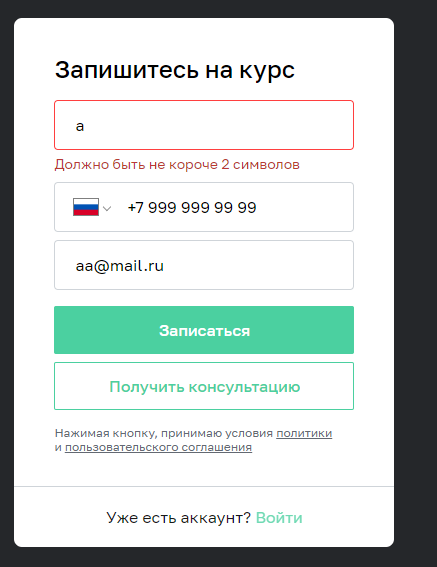 Запишитесь на курс
а
Должно быть не короче 2 символов
+7 999 999 99 99
aa@mail.ru
Записаться
Получить консультацию
Нажимая кнопку, принимаю условия политики
и пользовательского соглашения
Уже есть аккаунт? Войти